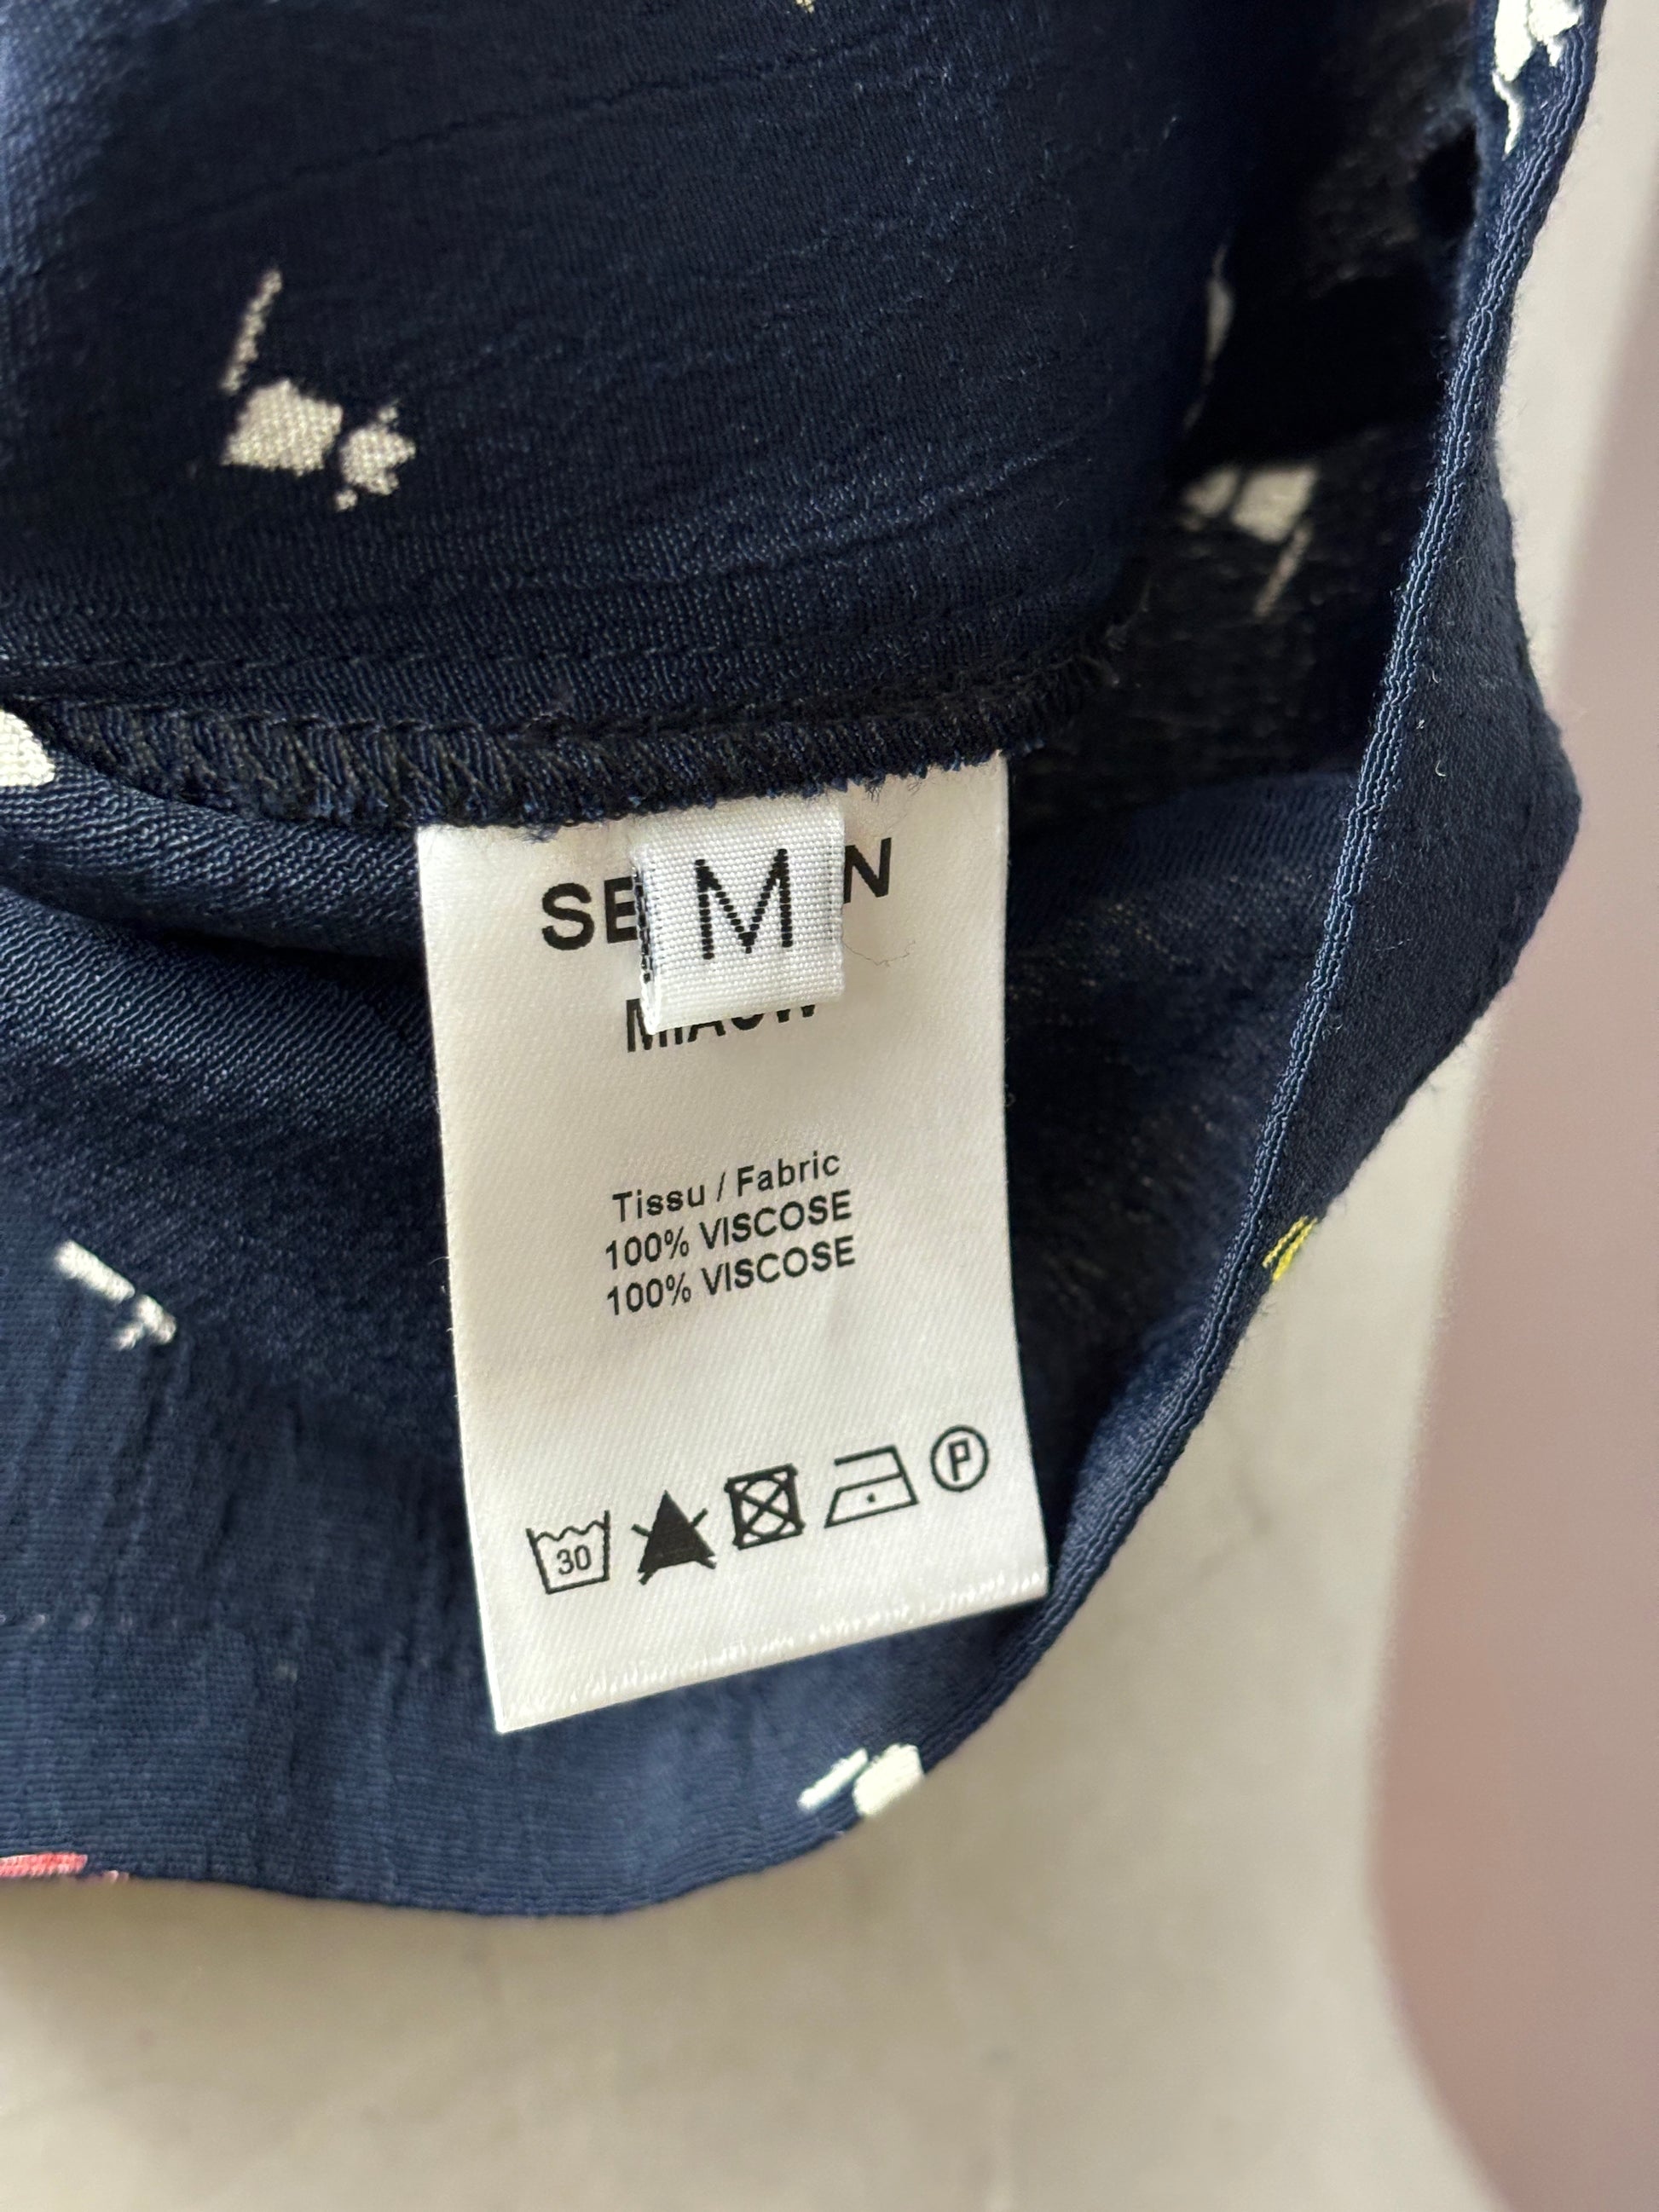 M
Tissu / Fabric
100% VISCOSE
100% VISCOSE
30
P